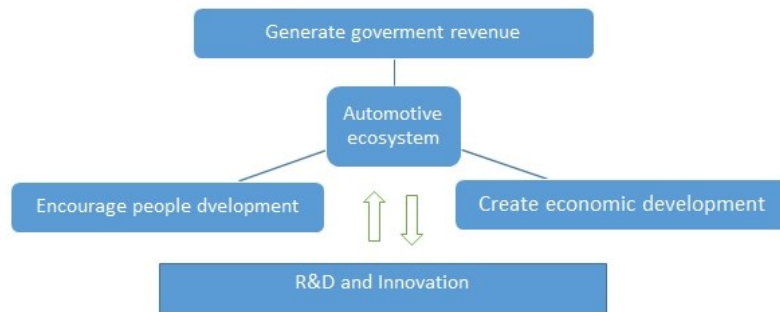 Generate goverment revenue
Automotive
ecosystem
Encourage people dvelopment
Create economic development
R&D and Innovation